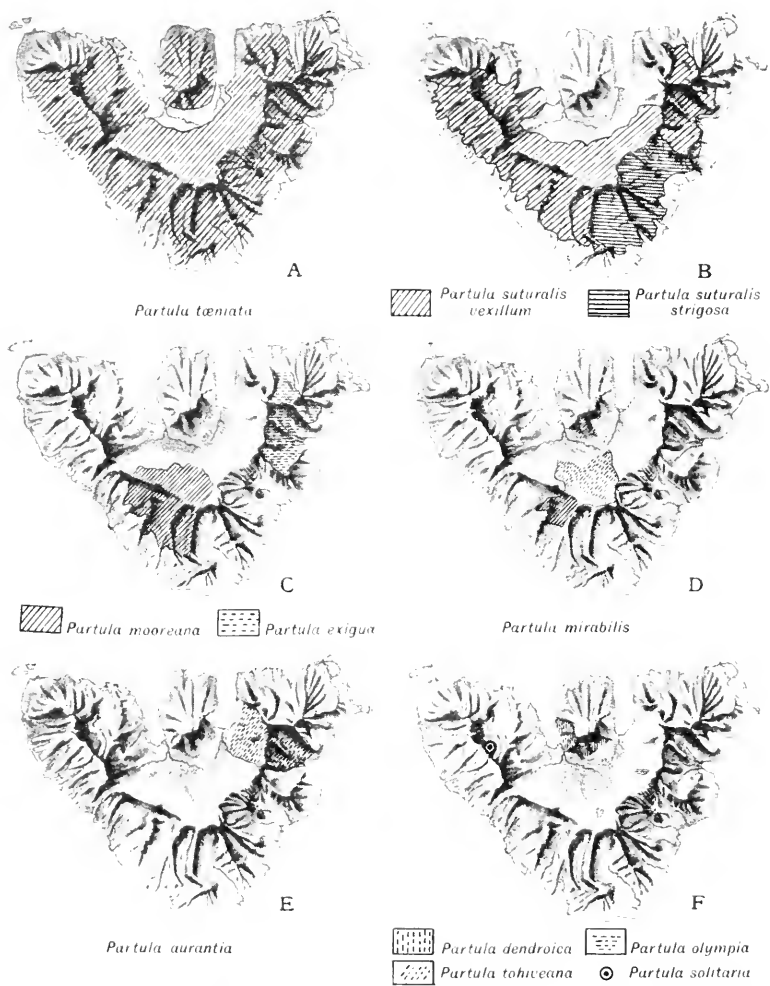 A
B
Partula tæniata
Partula suturalis vexillum
Partula suturalis strigosa
C
D
Partula mooreana
Partula exigua
Partula mirabilis
E
F
Partula aurantia
Partula dendroica
Partula olympia
Partula tohiveana
Partula solitaria